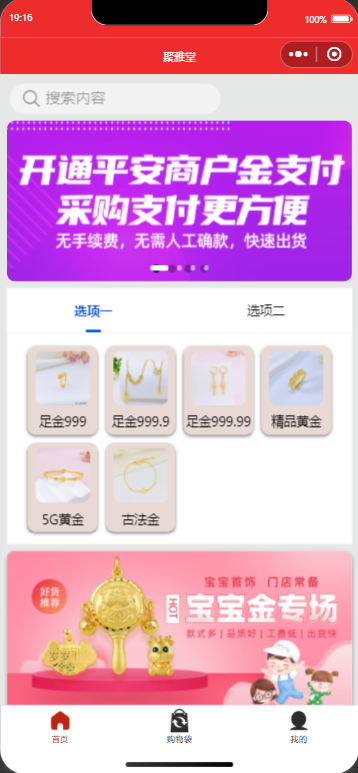 19:16
100%
聚雅堂
搜索内容
开通平安商户金支付
采购支付更方便
无手续费，无需人工确款，快速出货
选项一
选项二
足金999
足金999.9
足金999.99
精品黄金
5G黄金
古法金
好货
推荐
宝宝首饰 门店常备
HOT
宝宝金专场
款式多|品质好|工费低|出货快
首页
购物袋
我的